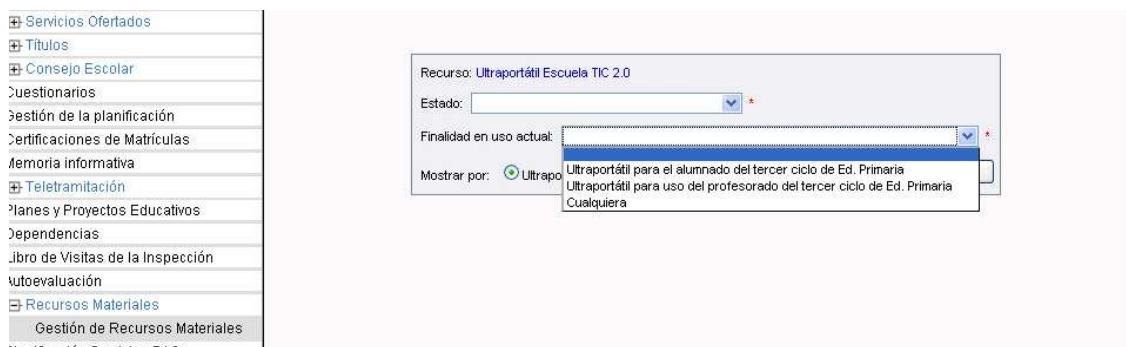 Servicios Ofertados
Títulos
Consejo Escolar
Cuestionarios
Gestión de la planificación
Certificaciones de Matrículas
Memoria informativa
Teletramitación
Planes y Proyectos Educativos
Dependencias
Libro de Visitas de la Inspección
Autoevaluación
Recursos Materiales
Gestión de Recursos Materiales
Recurso: Ultraportátil Escuela TIC 2.0
Estado: *
Finalidad en uso actual: *
Ultraportátil para el alumnado del tercer ciclo de Ed. Primaria
Ultraportátil para uso del profesorado del tercer ciclo de Ed. Primaria
Cualquiera
Mostrar por: Ultrapo